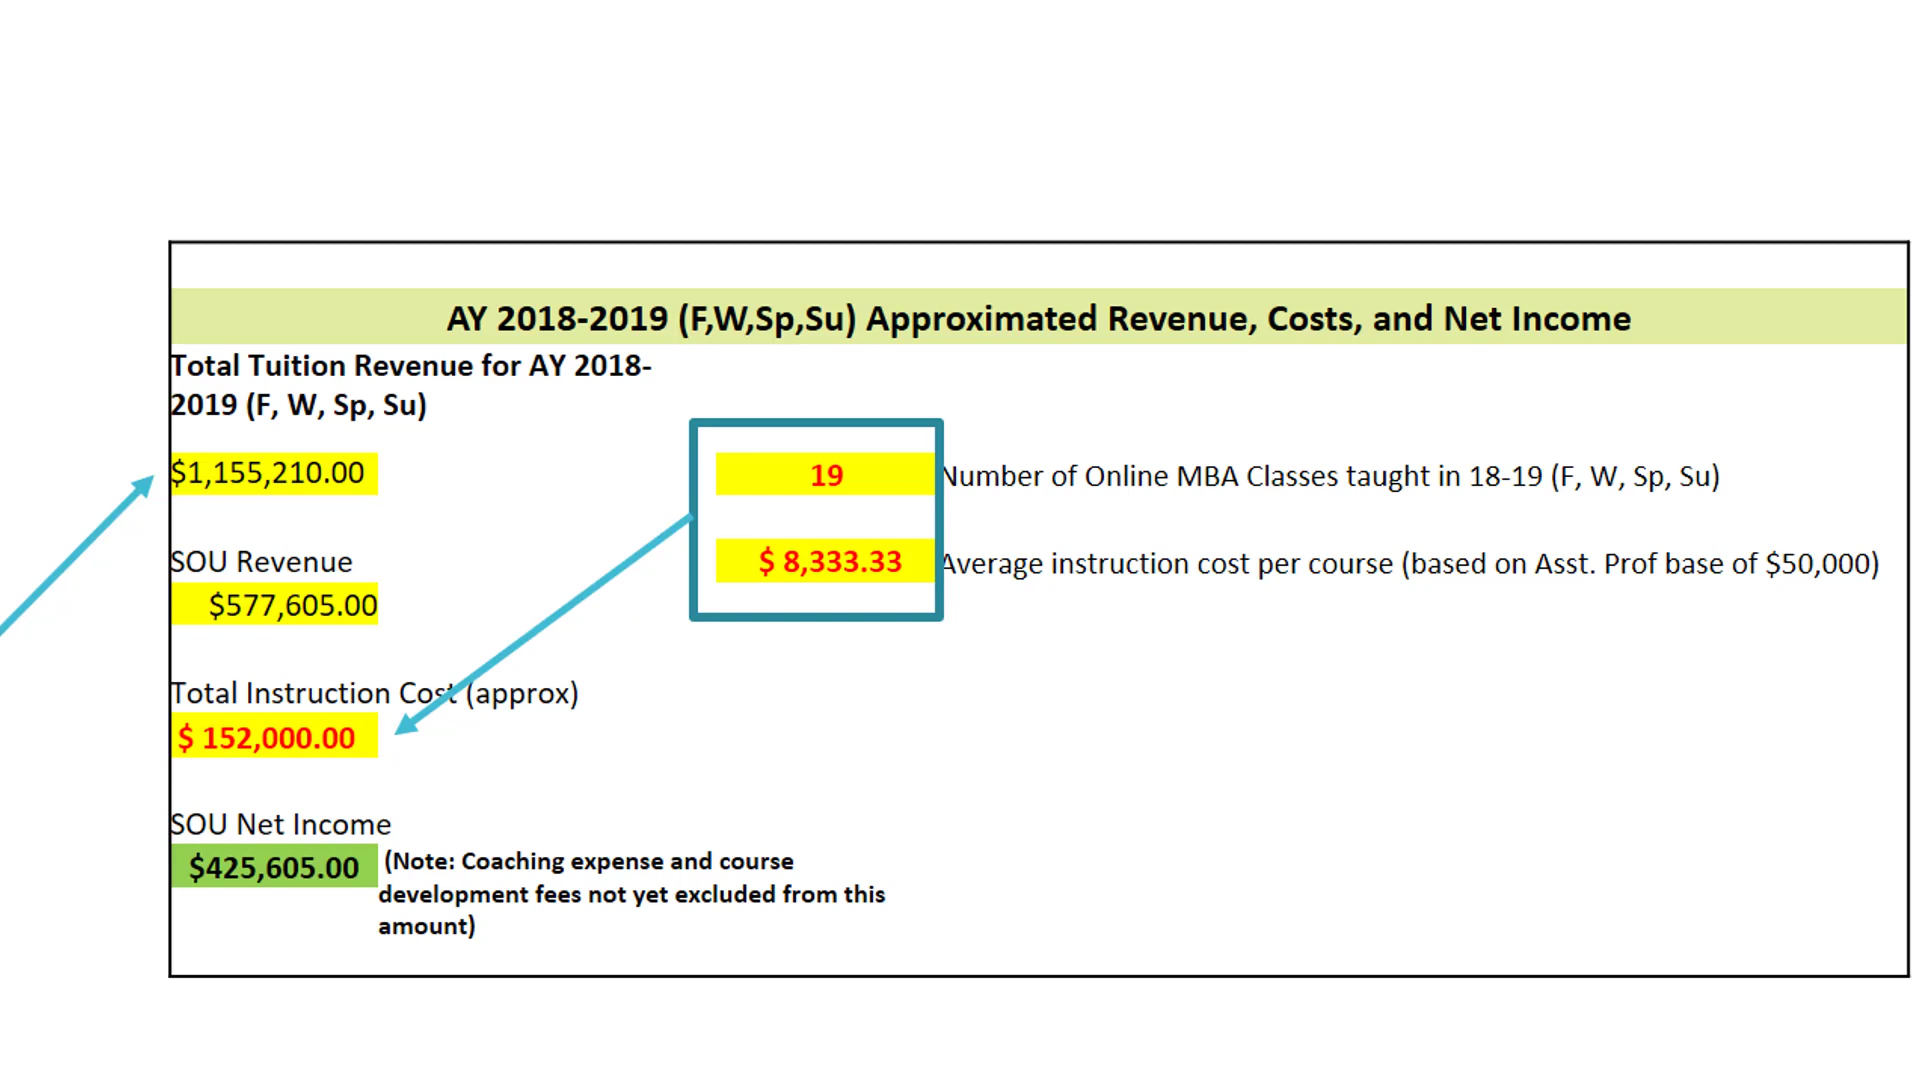 AY 2018-2019 (F,W,Sp,Su) Approximated Revenue, Costs, and Net Income
Total Tuition Revenue for AY 2018-
2019 (F, W, Sp, Su)
$1,155,210.00
19
Number of Online MBA Classes taught in 18-19 (F, W, Sp, Su)
SOU Revenue
$ 8,333.33
Average instruction cost per course (based on Asst. Prof base of $50,000)
$577,605.00
Total Instruction Cost (approx)
$ 152,000.00
SOU Net Income
$425,605.00
(Note: Coaching expense and course
development fees not yet excluded from this
amount)